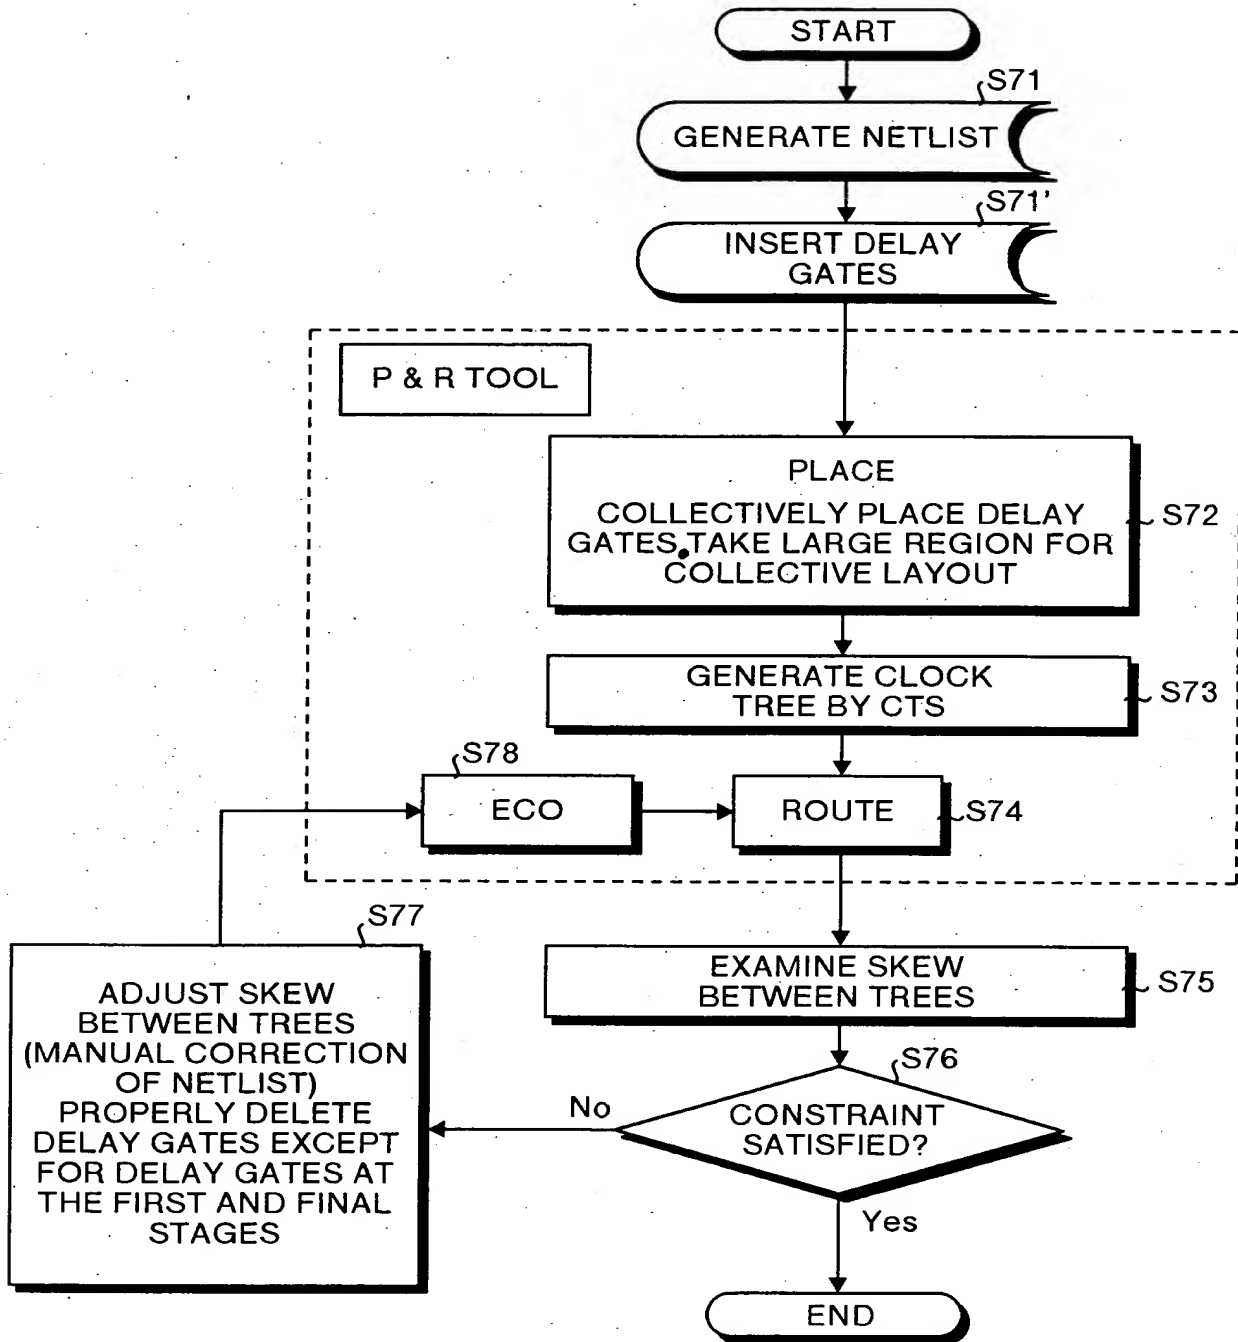 START
S71
GENERATE NETLIST
S71'
INSERT DELAY
GATES
P & R TOOL
PLACE
COLLECTIVELY PLACE DELAY
GATES.TAKE LARGE REGION FOR
COLLECTIVE LAYOUT
S72
GENERATE CLOCK
TREE BY CTS
S73
S78
ECO
ROUTE
S74
S77
ADJUST SKEW
BETWEEN TREES
(MANUAL CORRECTION
OF NETLIST)
PROPERLY DELETE
DELAY GATES EXCEPT
FOR DELAY GATES AT
THE FIRST AND FINAL
STAGES
EXAMINE SKEW
BETWEEN TREES
S75
S76
CONSTRAINT
SATISFIED?
No
Yes
END